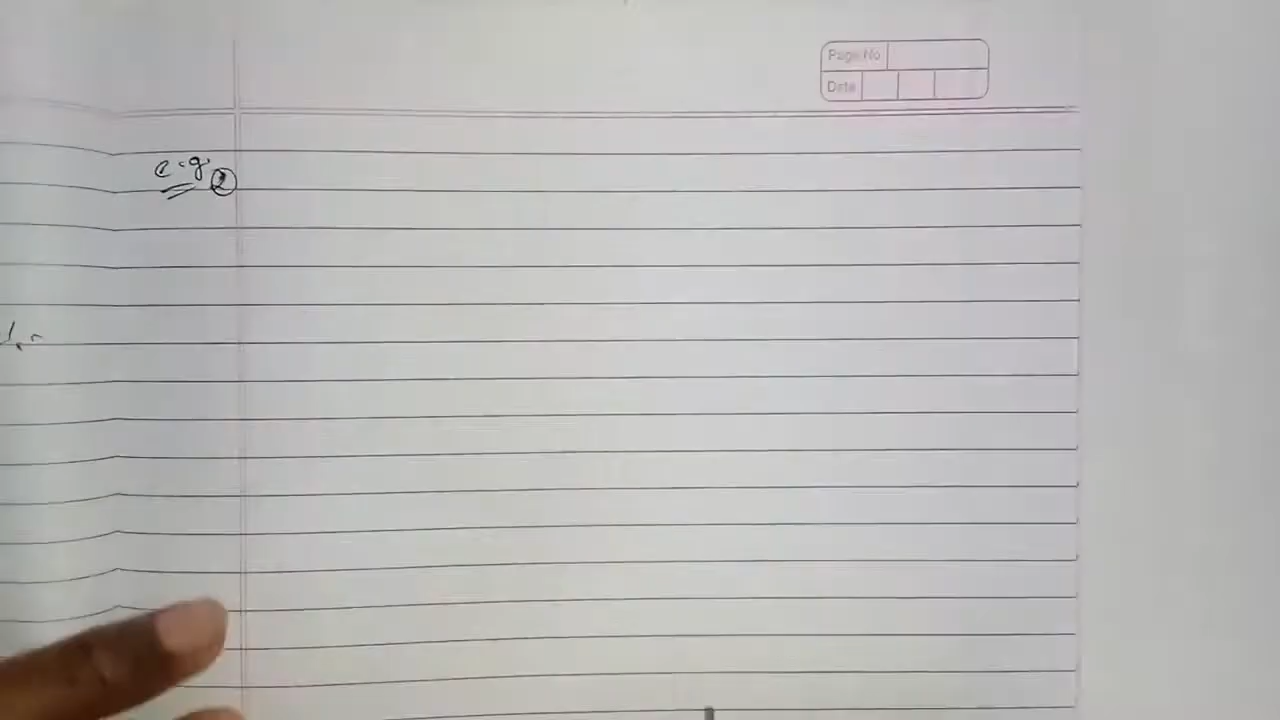 Page No
Date
e.g. ②